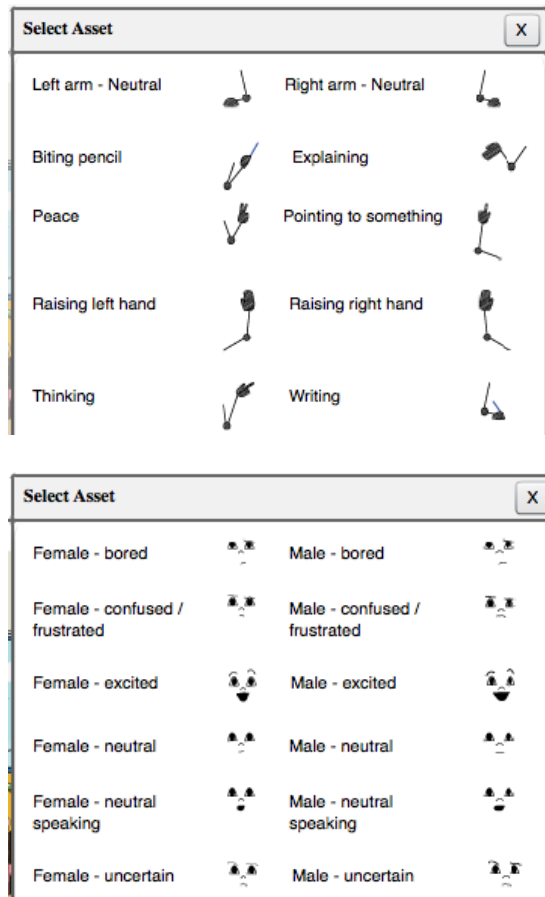 Select Asset X
Left arm - Neutral Right arm - Neutral
Biting pencil Explaining
Peace Pointing to something
Raising left hand Raising right hand
Thinking Writing
Select Asset X
Female - bored Male - bored
Female - confused / Male - confused /
frustrated frustrated
Female - excited Male - excited
Female - neutral Male - neutral
Female - neutral Male - neutral
speaking speaking
Female - uncertain Male - uncertain